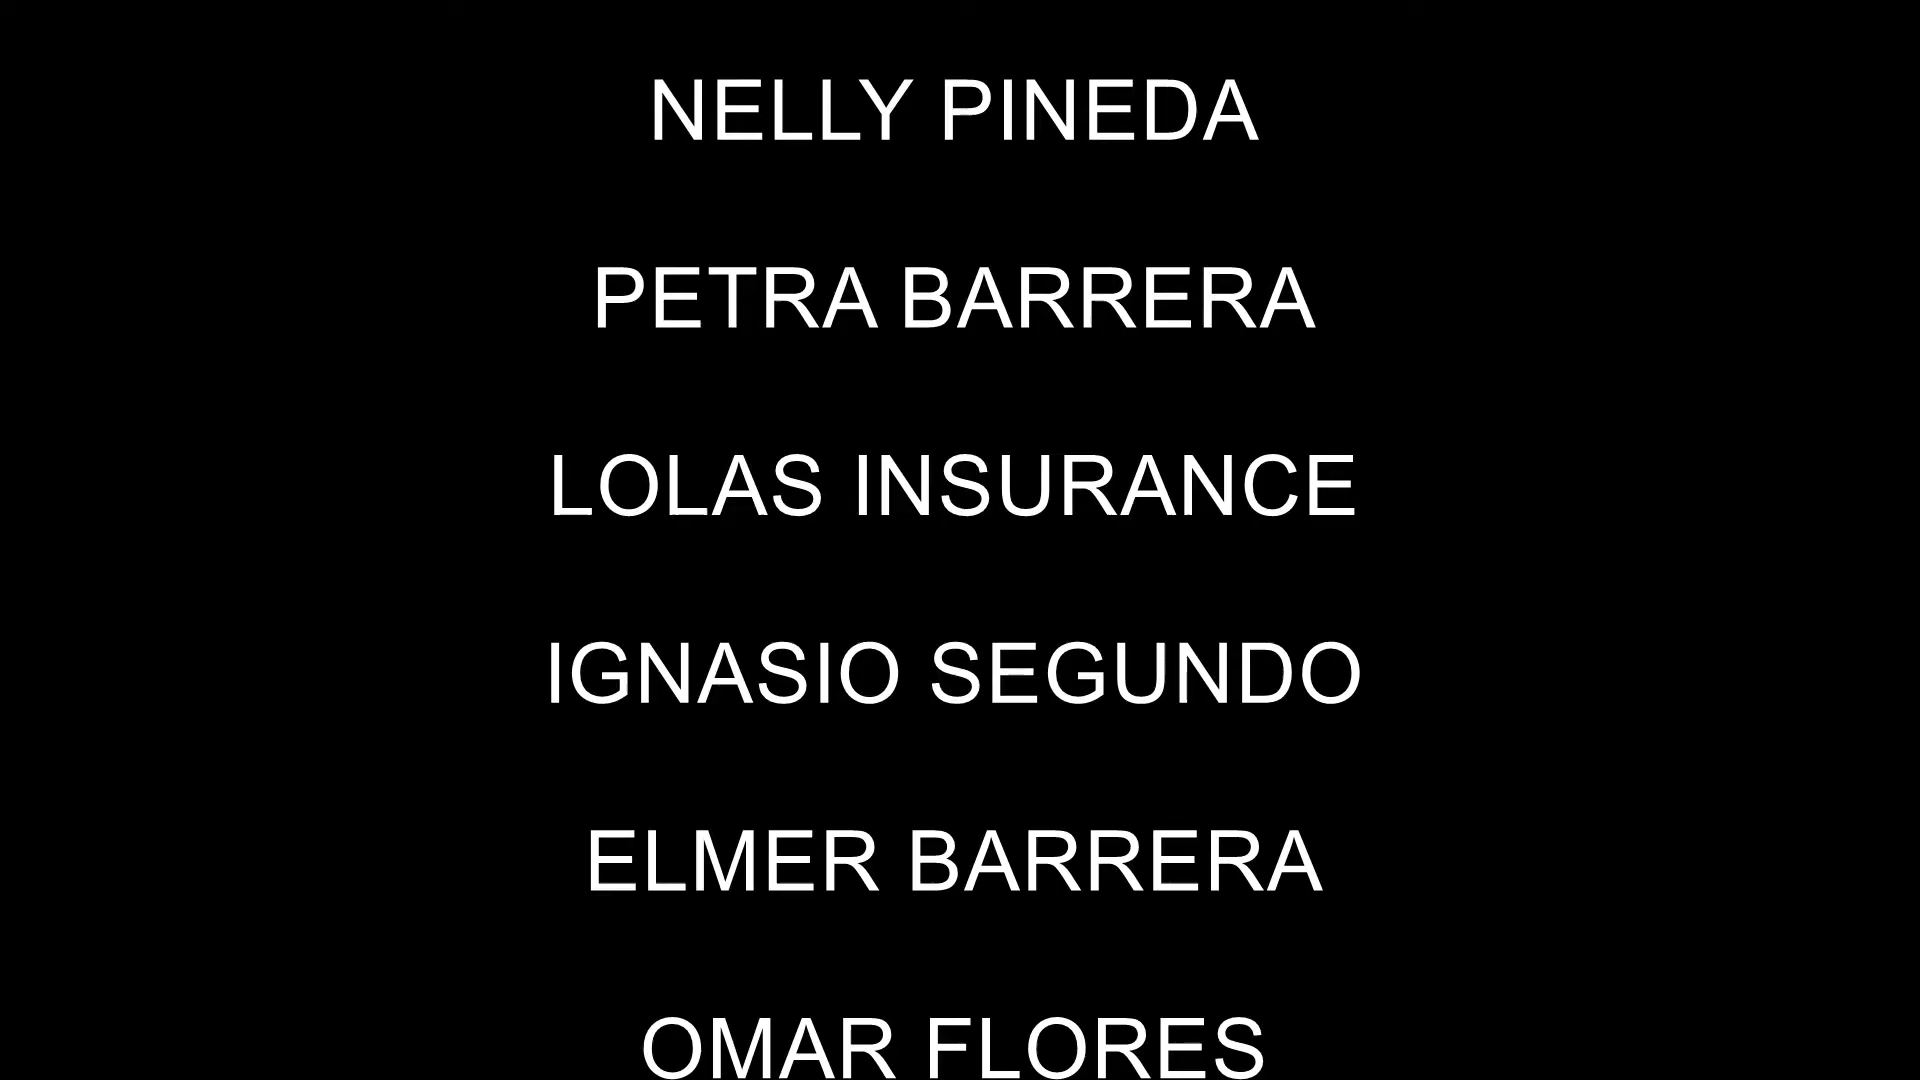 NELLY PINEDA
PETRA BARRERA
LOLAS INSURANCE
IGNASIO SEGUNDO
ELMER BARRERA
OMAR FLORES